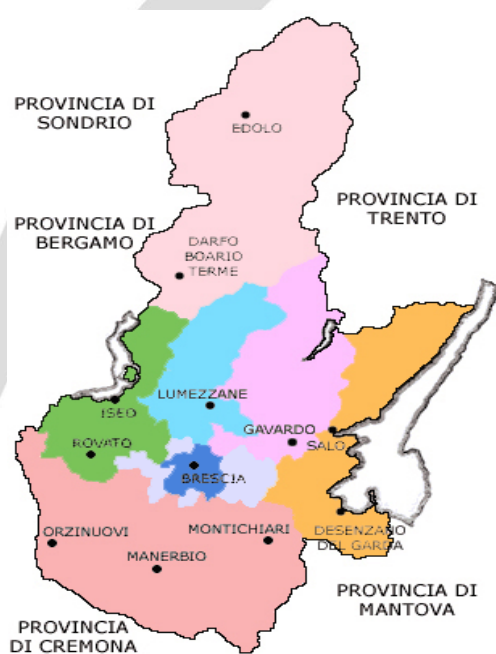 PROVINCIA DI
SONDRIO
EDOLO
PROVINCIA DI
TRENTO
PROVINCIA DI
BERGAMO
DARFO
BOARIO
TERME
LUMEZZANE
ISEO
GAVARDO
SALO'
ROVATO
BRESCIA
ORZINUOVI
MONTICHIARI
DESENZANO
DEL GARDA
MANERBIO
PROVINCIA DI
MANTOVA
PROVINCIA
DI CREMONA